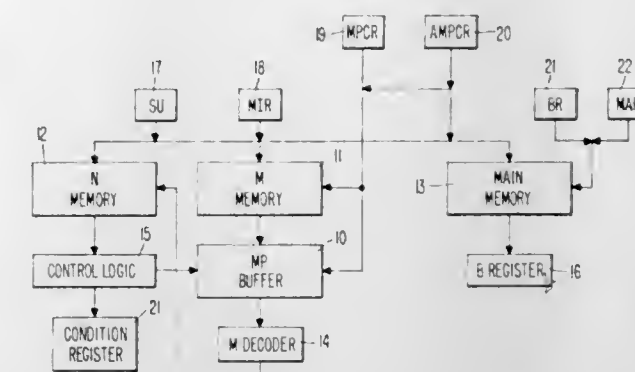 19
MPCR
AMPCR
20
17
18
21
22
SU
MIR
BR
12
11
N
MEMORY
M
MEMORY
13
MAIN
MEMORY
15
10
CONTROL LOGIC
MP
BUFFER
B REGISTER
16
21
CONDITION
REGISTER
M DECODER
14